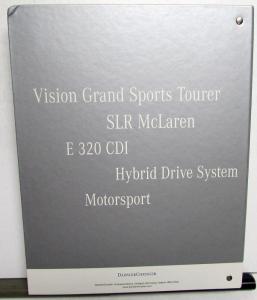 Vision Grand Sports Tourer
SLR McLaren
E 320 CDI
Hybrid Drive System
Motorsport
DAIMLERCHRYSLER